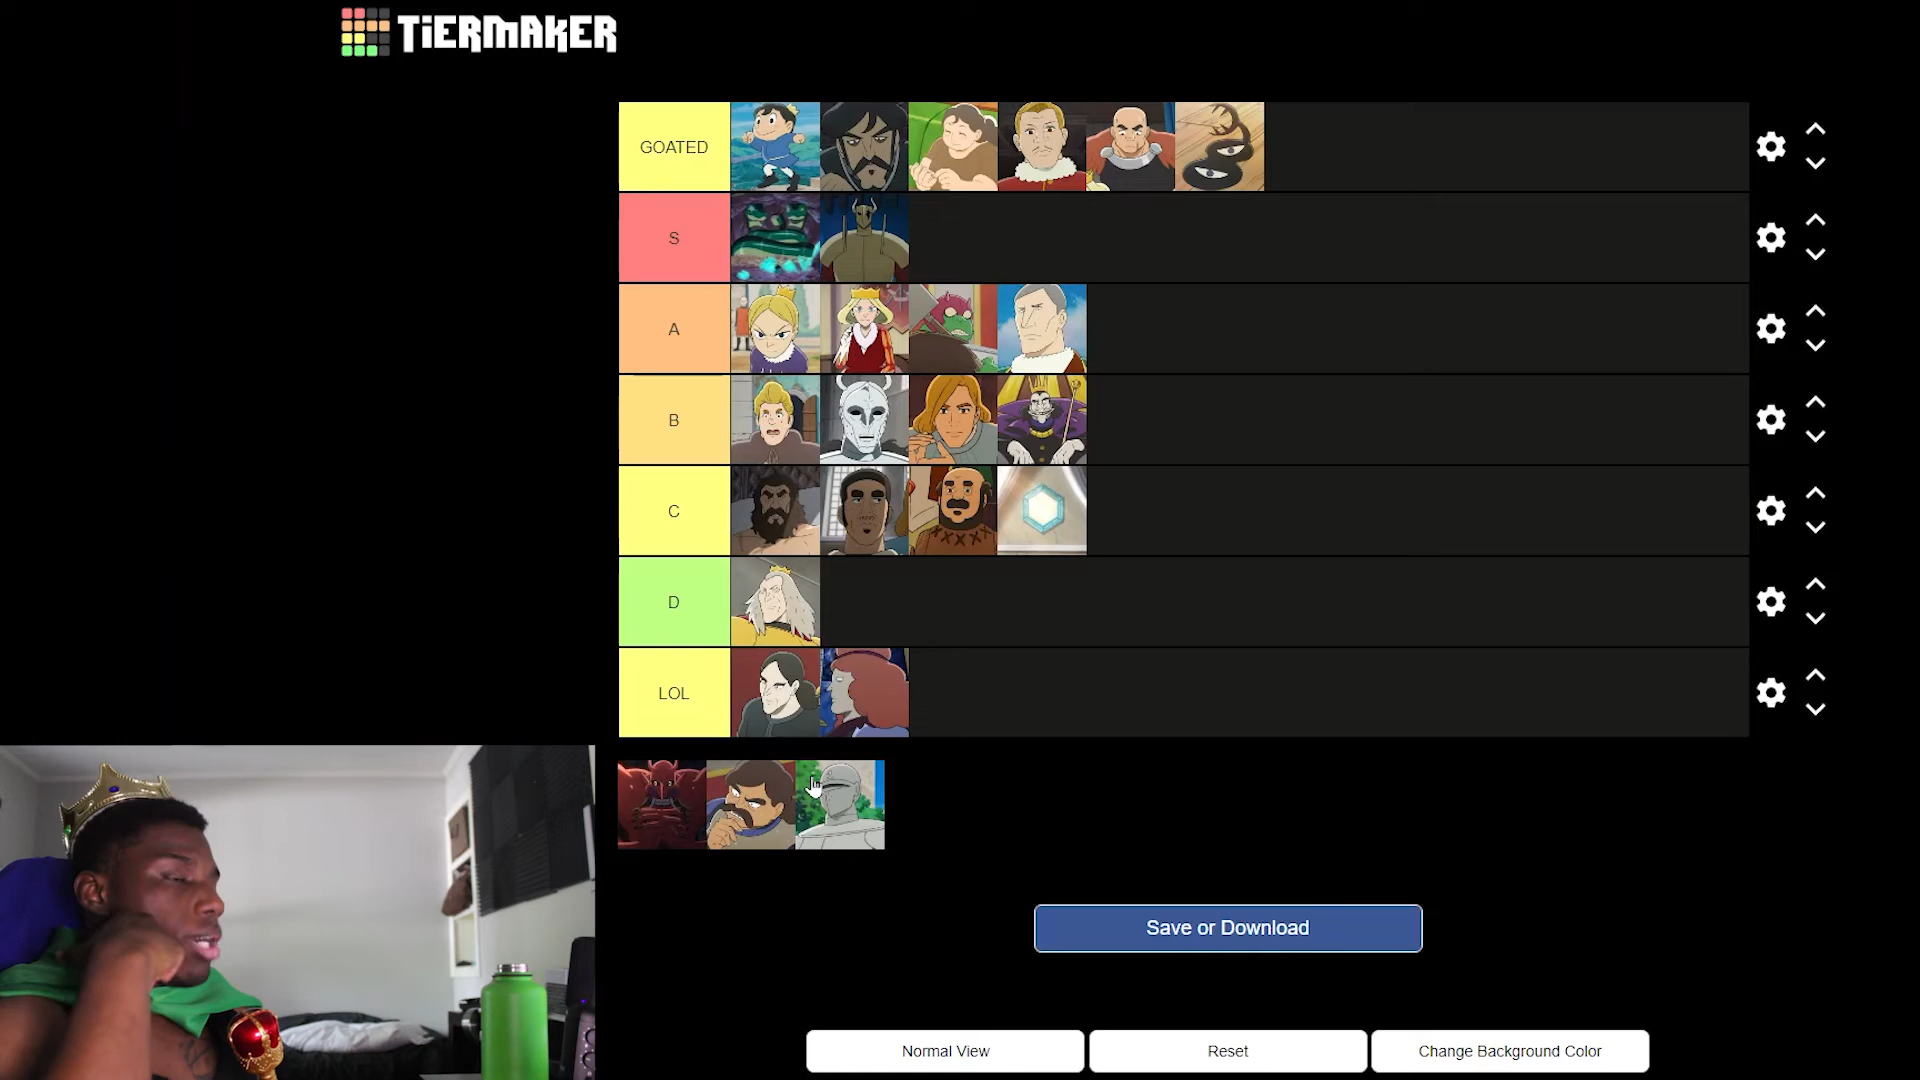 TiERMAKER
GOATED
S
A
B
C
D
LOL
Save or Download
Normal View
Reset
Change Background Color